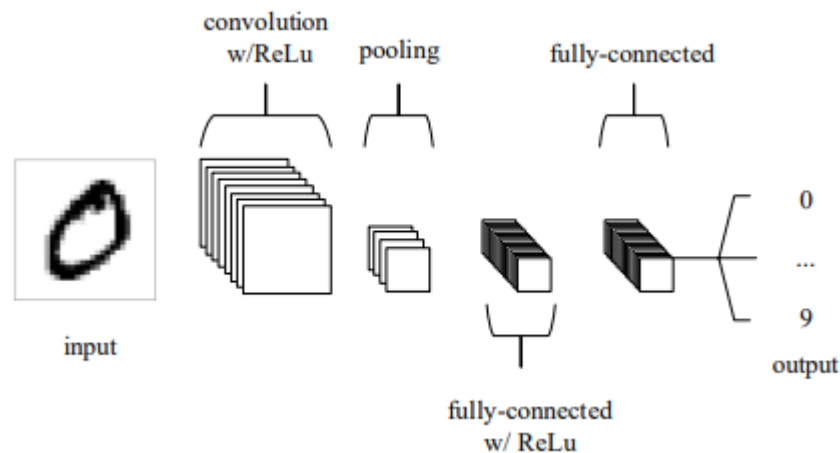 convolution
w/ReLu
pooling
fully-connected
0
...
9
input
output
fully-connected
w/ ReLu